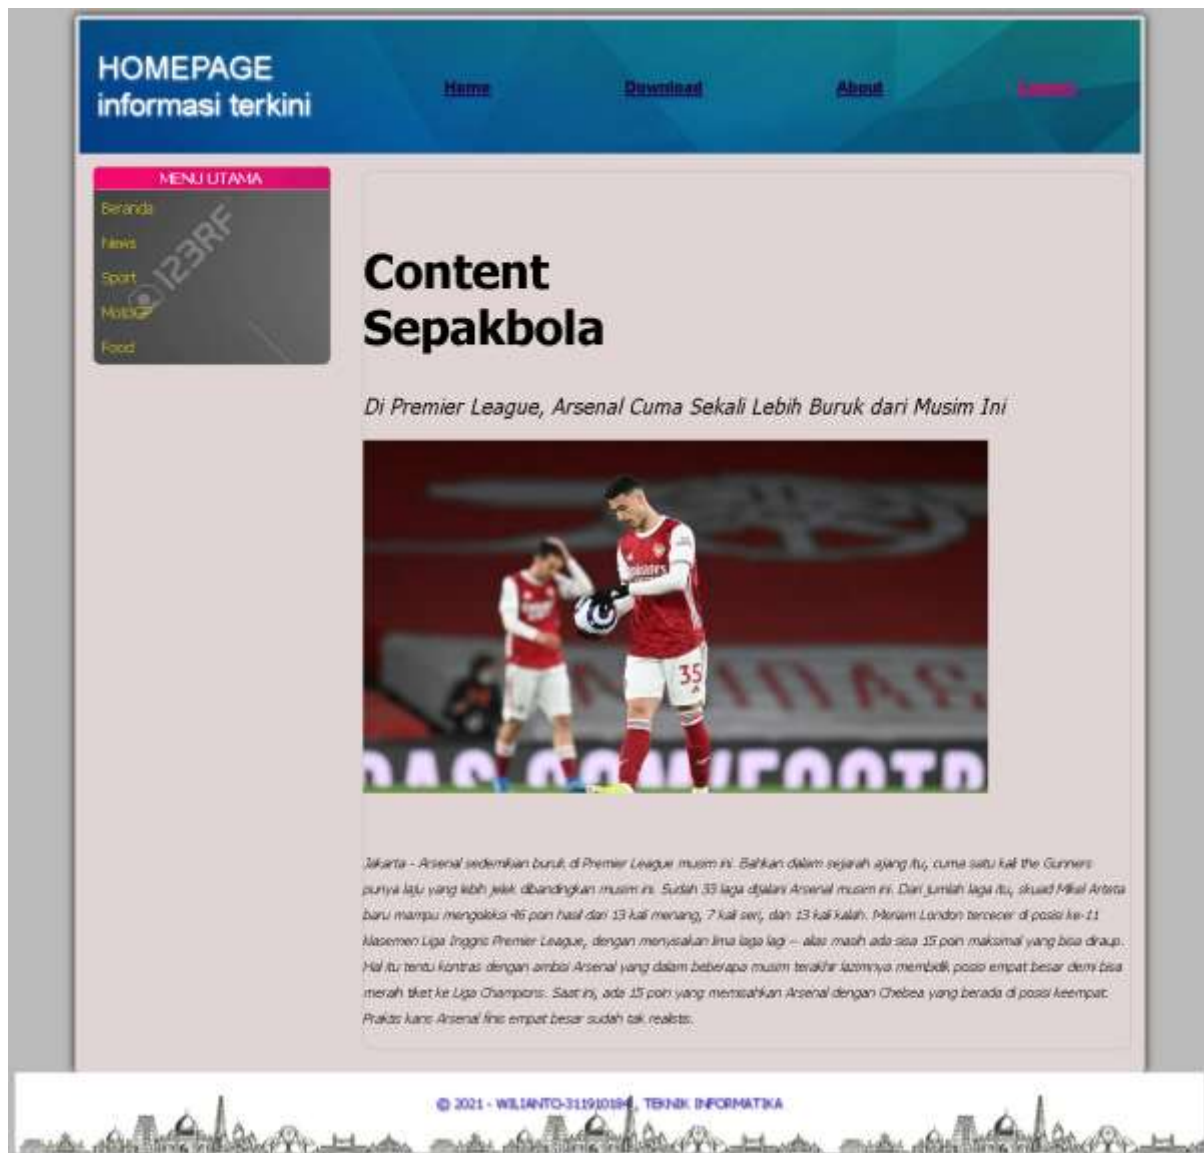 HOMEPAGE
informasi terkini
Home
Download
About
MENU UTAMA
Beranda
News
Sport
MotoGP
Food
123RF
Content
Sepakbola
Di Premier League, Arsenal Cuma Sekali Lebih Buruk dari Musim Ini
35
Jakarta - Arsenal sedemikian buruk di Premier League musim ini. Bahkan dalam sejarah ajang itu, cuma satu kali the Gunners
punya laju yang lebih jelek dibandingkan musim ini. Sudah 33 laga dijalani Arsenal musim ini. Dari jumlah laga itu, skuad Mikel Arteta
baru mampu mengoleksi 46 poin hasil dari 13 kali menang, 7 kali seri, dan 13 kali kalah. Meriam London tercecer di posisi ke-11
klasemen Liga Inggris Premier League, dengan menyisakan lima laga lagi -- alias masih ada sisa 15 poin maksimal yang bisa diraup.
Hal itu tentu kontras dengan ambisi Arsenal yang dalam beberapa musim terakhir lazimnya membidik posisi empat besar demi bisa
meraih tiket ke Liga Champions. Saat ini, ada 15 poin yang memisahkan Arsenal dengan Chelsea yang berada di posisi keempat.
Praktis kans Arsenal finis empat besar sudah tak realistis.
© 2021 - WILIANTO-311910184 , TEKNIK INFORMATIKA